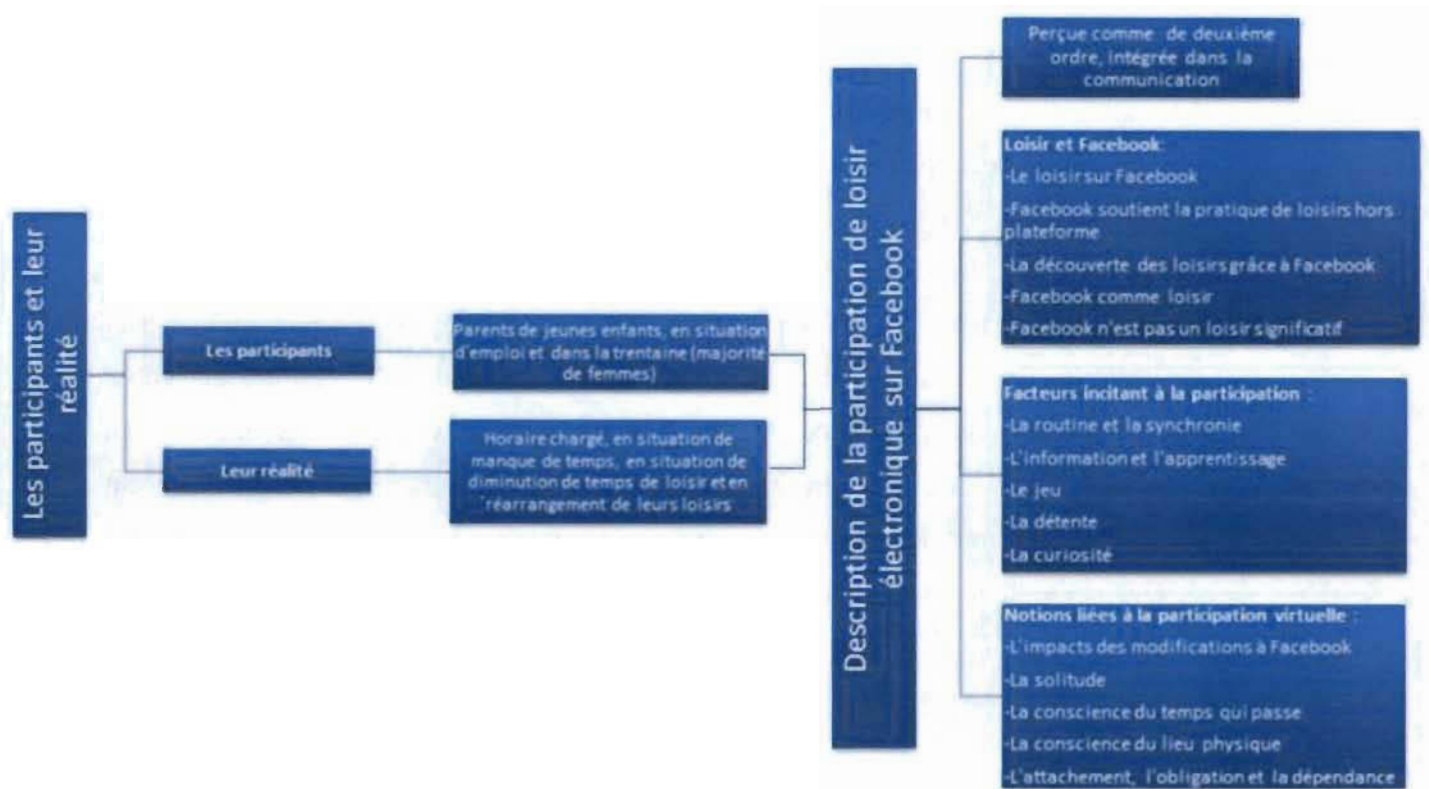 Les participants et leur
réalité
Les participants
Parents de jeunes enfants, en situation
d'emploi et dans la trentaine (majorité
de femmes)
Leur réalité
Horaire chargé, en situation de
manque de temps, en situation de
diminution de temps de loisir et en
réarrangement de leurs loisirs
Description de la participation de loisir
électronique sur Facebook
Perçue comme de deuxième
ordre, intégrée dans la
communication
Loisir et Facebook:
-Le loisir sur Facebook
-Facebook soutient la pratique de loisirs hors
plateforme
-La découverte des loisirs grâce à Facebook
-Facebook comme loisir
-Facebook n'est pas un loisir significatif
Facteurs incitant à la participation :
-La routine et la synchronie
-L'information et l'apprentissage
-Le jeu
-La détente
-La curiosité
Notions liées à la participation virtuelle :
-L'impacts des modifications à Facebook
-La solitude
-La conscience du temps qui passe
-La conscience du lieu physique
-L'attachement, l'obligation et la dépendance